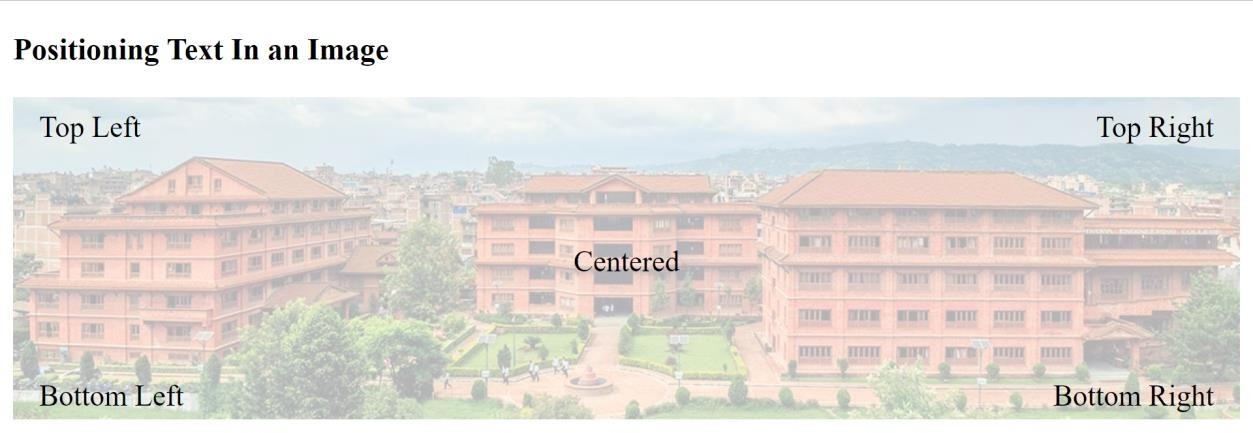 Positioning Text In an Image
Top Left
Top Right
Centered
Bottom Left
Bottom Right